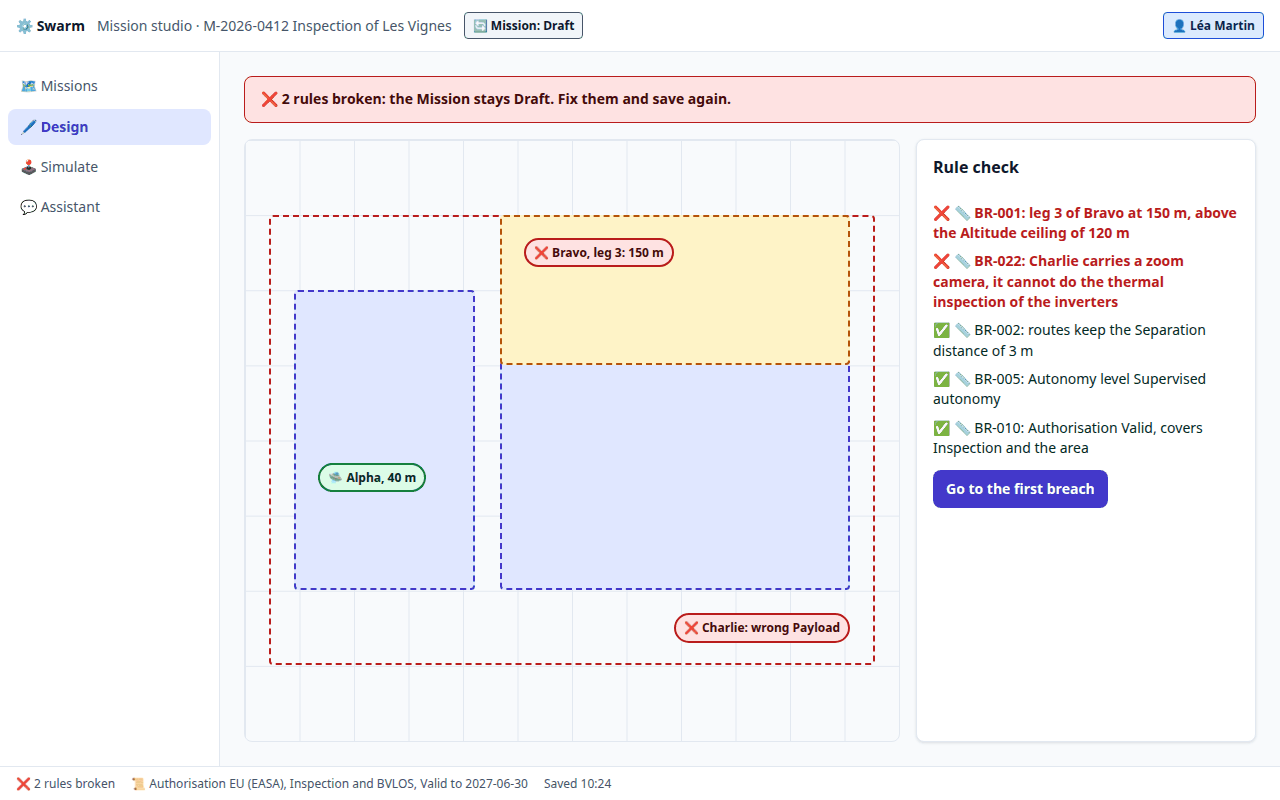 ⚙️ Swarm
Mission studio · M-2026-0412 Inspection of Les Vignes
🔄 Mission: Draft
👤 Léa Martin
🗺️ Missions
🖊️ Design
🕹️ Simulate
💬 Assistant
❌ 2 rules broken: the Mission stays Draft. Fix them and save again.
❌ Bravo, leg 3: 150 m
🛸 Alpha, 40 m
❌ Charlie: wrong Payload
Rule check
❌ 📏 BR-001: leg 3 of Bravo at 150 m, above
the Altitude ceiling of 120 m
❌ 📏 BR-022: Charlie carries a zoom
camera, it cannot do the thermal
inspection of the inverters
✅ 📏 BR-002: routes keep the Separation
distance of 3 m
✅ 📏 BR-005: Autonomy level Supervised
autonomy
✅ 📏 BR-010: Authorisation Valid, covers
Inspection and the area
Go to the first breach
❌ 2 rules broken
📜 Authorisation EU (EASA), Inspection and BVLOS, Valid to 2027-06-30
Saved 10:24